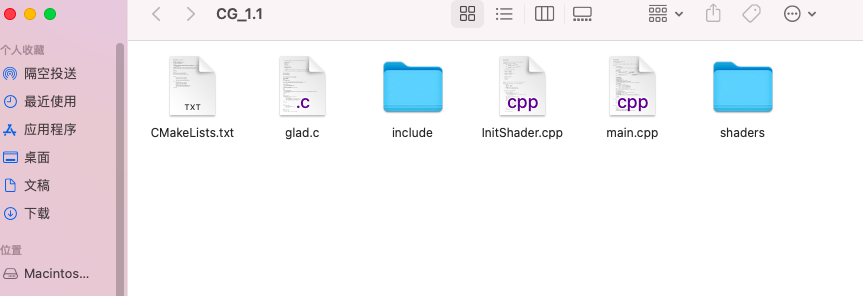 CG_1.1
个人收藏
隔空投送
最近使用
应用程序
桌面
文稿
下载
位置
Macintos...
TXT
.c
cpp
cpp
CMakeLists.txt
glad.c
include
InitShader.cpp
main.cpp
shaders